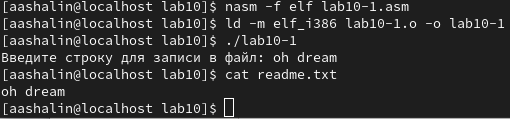 [aashalin@localhost lab10]$ nasm -f elf lab10-1.asm
[aashalin@localhost lab10]$ ld -m elf_i386 lab10-1.o -o lab10-1
[aashalin@localhost lab10]$ ./lab10-1
Введите строку для записи в файл: oh dream
[aashalin@localhost lab10]$ cat readme.txt
oh dream
[aashalin@localhost lab10]$